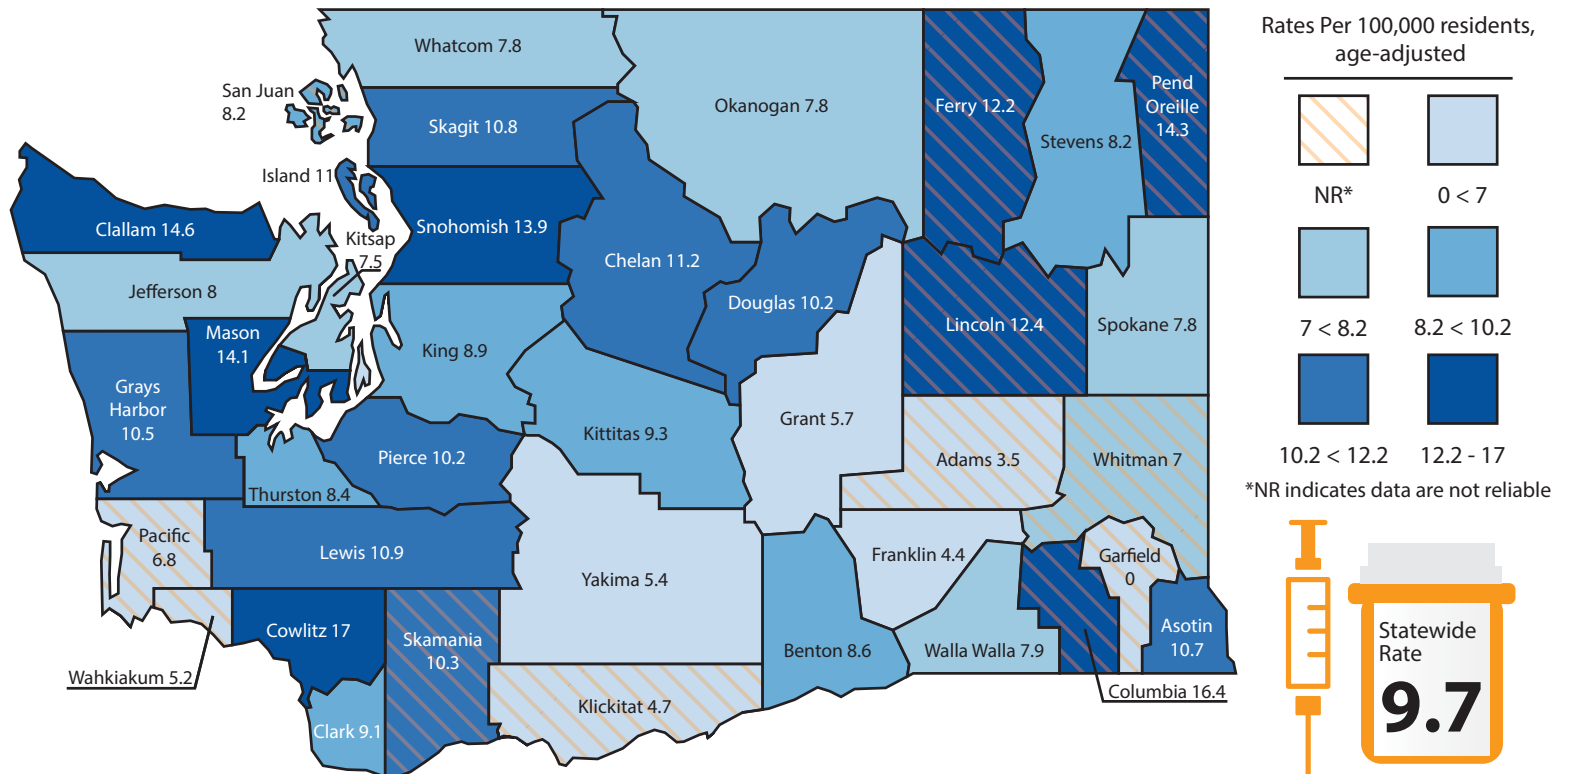 Whatcom 7.8
San Juan
8.2
Skagit 10.8
Okanogan 7.8
Ferry 12.2
Stevens 8.2
Pend
Oreille
14.3
Island 11
Clallam 14.6
Snohomish 13.9
Kitsap
7.5
Chelan 11.2
Jefferson 8
Douglas 10.2
Mason
14.1
King 8.9
Lincoln 12.4
Spokane 7.8
Grays
Harbor
10.5
Kittitas 9.3
Grant 5.7
Pierce 10.2
Adams 3.5
Whitman 7
Thurston 8.4
Pacific
6.8
Lewis 10.9
Yakima 5.4
Franklin 4.4
Garfield
0
Cowlitz 17
Skamania
10.3
Benton 8.6
Walla Walla 7.9
Asotin
10.7
Wahkiakum 5.2
Columbia 16.4
Klickitat 4.7
Clark 9.1
Rates Per 100,000 residents,
age-adjusted
NR*
0 < 7
7 < 8.2
8.2 < 10.2
10.2 < 12.2
12.2 - 17
*NR indicates data are not reliable
Statewide
Rate
9.7